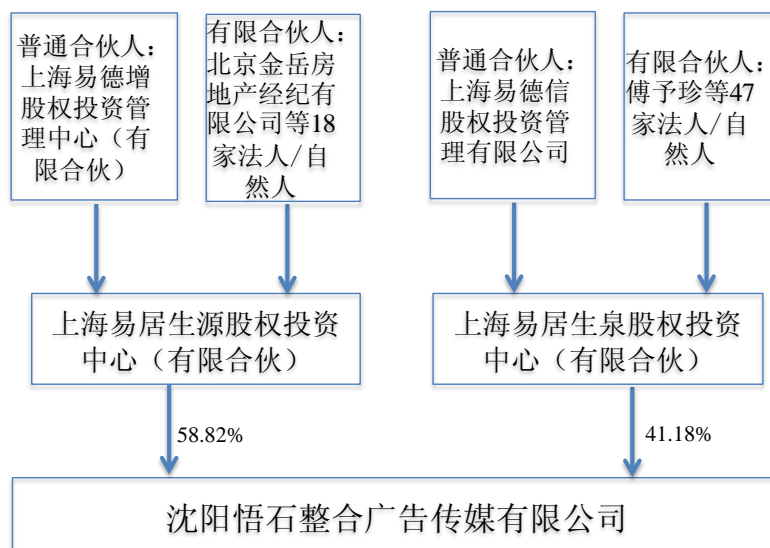 普通合伙人：
上海易德增
股权投资管
理中心（有
限合伙）
有限合伙人：
北京金岳房
地产经纪有
限公司等18
家法人/自
然人
普通合伙人：
上海易德信
股权投资管
理有限公司
有限合伙人：
傅予珍等47
家法人/自
然人
上海易居生源股权投资
中心（有限合伙）
上海易居生泉股权投资
中心（有限合伙）
58.82%
41.18%
沈阳悟石整合广告传媒有限公司